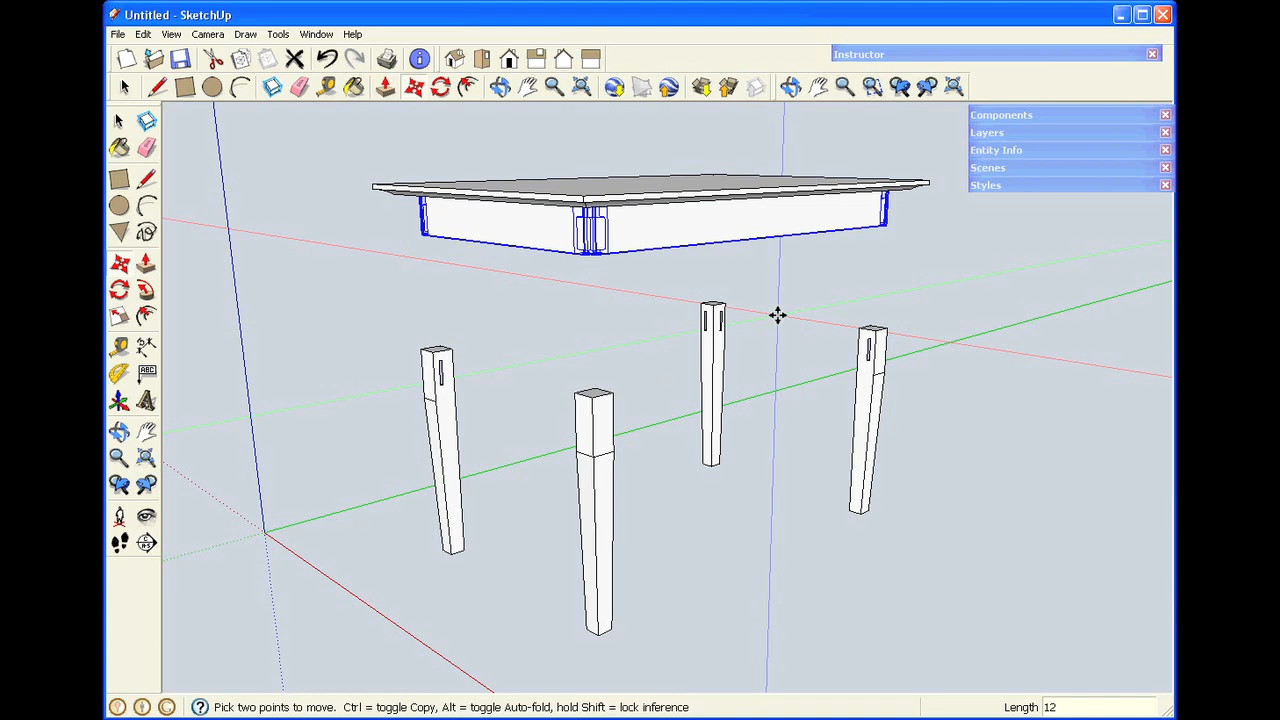 Untitled - SketchUp
File Edit View Camera Draw Tools Window Help
Instructor
Components
Layers
Entity Info
Scenes
Styles
ABC
Pick two points to move. Ctrl = toggle Copy, Alt = toggle Auto-fold, hold Shift = lock inference
Length 12